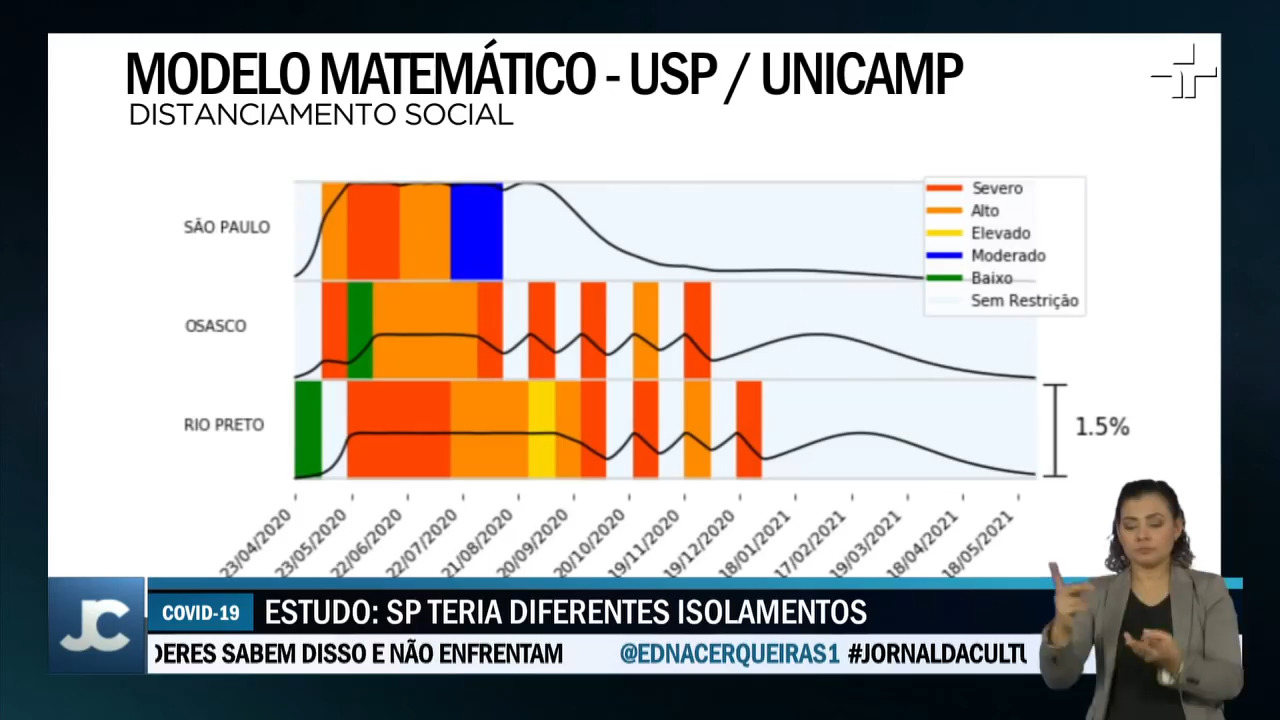 MODELO MATEMÁTICO - USP / UNICAMP
DISTANCIAMENTO SOCIAL
Severo
Alto
Elevado
Moderado
Baixo
Sem Restrição
SÃO PAULO
OSASCO
RIO PRETO
1.5%
23/04/2020
23/05/2020
22/06/2020
22/07/2020
21/08/2020
20/09/2020
20/10/2020
19/11/2020
19/12/2020
18/01/2021
17/02/2021
19/03/2021
18/04/2021
18/05/2021
JC
COVID-19
ESTUDO: SP TERIA DIFERENTES ISOLAMENTOS
DERES SABEM DISSO E NÃO ENFRENTAM @EDNACERQUEIRAS1 #JORNALDACULTU